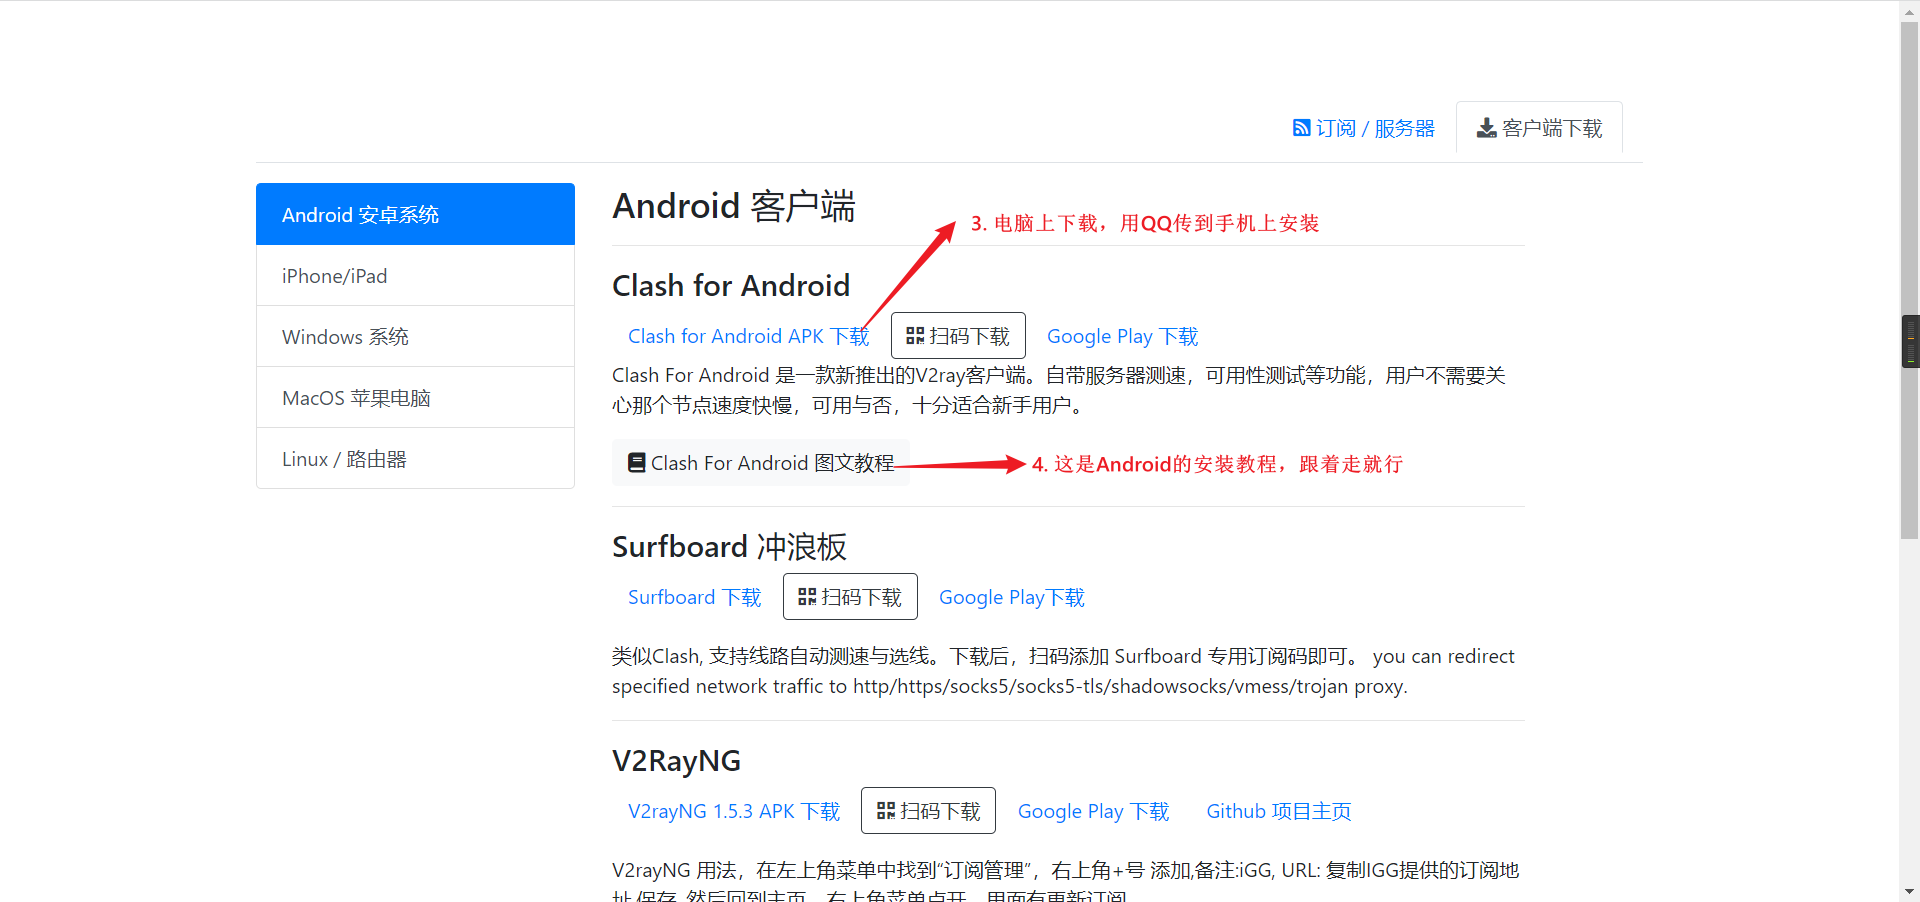 订阅 / 服务器
客户端下载
Android 安卓系统
iPhone/iPad
Windows 系统
MacOS 苹果电脑
Linux / 路由器
Android 客户端
3. 电脑上下载，用QQ传到手机上安装
Clash for Android
Clash for Android APK 下载
扫码下载
Google Play 下载
Clash For Android 是一款新推出的V2ray客户端。自带服务器测速，可用性测试等功能，用户不需要关
心那个节点速度快慢，可用与否，十分适合新手用户。
Clash For Android 图文教程
4. 这是Android的安装教程，跟着走就行
Surfboard 冲浪板
Surfboard 下载
扫码下载
Google Play下载
类似Clash, 支持线路自动测速与选线。下载后，扫码添加 Surfboard 专用订阅码即可。 you can redirect
specified network traffic to http/https/socks5/socks5-tls/shadowsocks/vmess/trojan proxy.
V2RayNG
V2rayNG 1.5.3 APK 下载
扫码下载
Google Play 下载
Github 项目主页
V2rayNG 用法，在左上角菜单中找到“订阅管理”，右上角+号 添加,备注:iGG, URL: 复制IGG提供的订阅地
址,保存. 然后回到主页，右上角菜单点开，里面有更新订阅